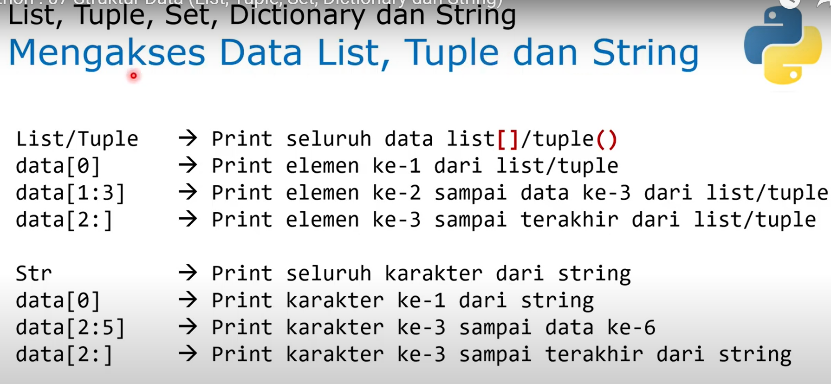 07 Struktur Data (List, Tuple, Set, Dictionary dan String)
List, Tuple, Set, Dictionary dan String
Mengakses Data List, Tuple dan String
List/Tuple → Print seluruh data list[]/tuple()
data[0] → Print elemen ke-1 dari list/tuple
data[1:3] → Print elemen ke-2 sampai data ke-3 dari list/tuple
data[2:] → Print elemen ke-3 sampai terakhir dari list/tuple
Str → Print seluruh karakter dari string
data[0] → Print karakter ke-1 dari string
data[2:5] → Print karakter ke-3 sampai data ke-6
data[2:] → Print karakter ke-3 sampai terakhir dari string